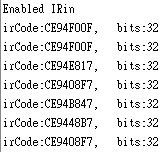 Enabled IRin
irCode:CE94F00F,   bits:32
irCode:CE94F00F,   bits:32
irCode:CE94E817,   bits:32
irCode:CE9408F7,   bits:32
irCode:CE94B847,   bits:32
irCode:CE9448B7,   bits:32
irCode:CE9408F7,   bits:32